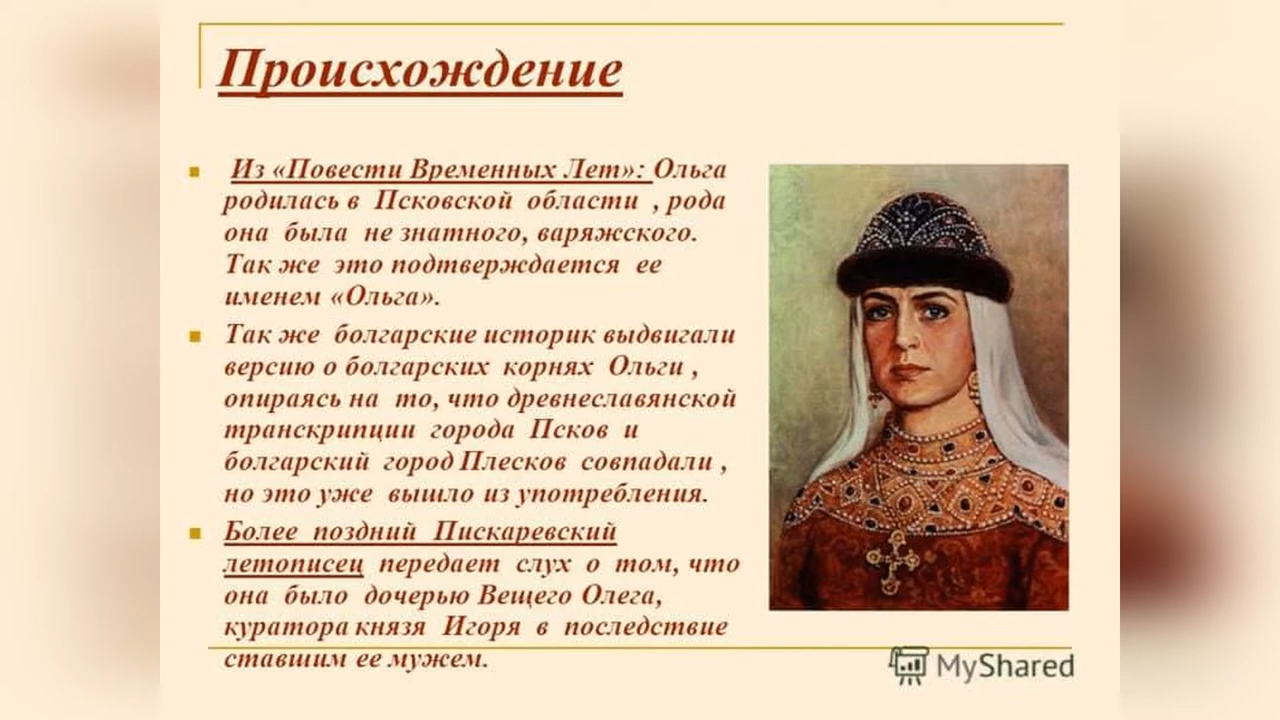 Происхождение
Из «Повести Временных Лет»: Ольга
родилась в Псковской области , рода
она была не знатного, варяжского.
Так же это подтверждается ее
именем «Ольга».
Так же болгарские историк выдвигали
версию о болгарских корнях Ольги ,
опираясь на то, что древнеславянской
транскрипции города Псков и
болгарский город Плесков совпадали ,
но это уже вышло из употребления.
Более поздний Пискаревский
летописец передает слух о том, что
она было дочерью Вещего Олега,
куратора князя Игоря в последствие
ставшим ее мужем.
MyShared